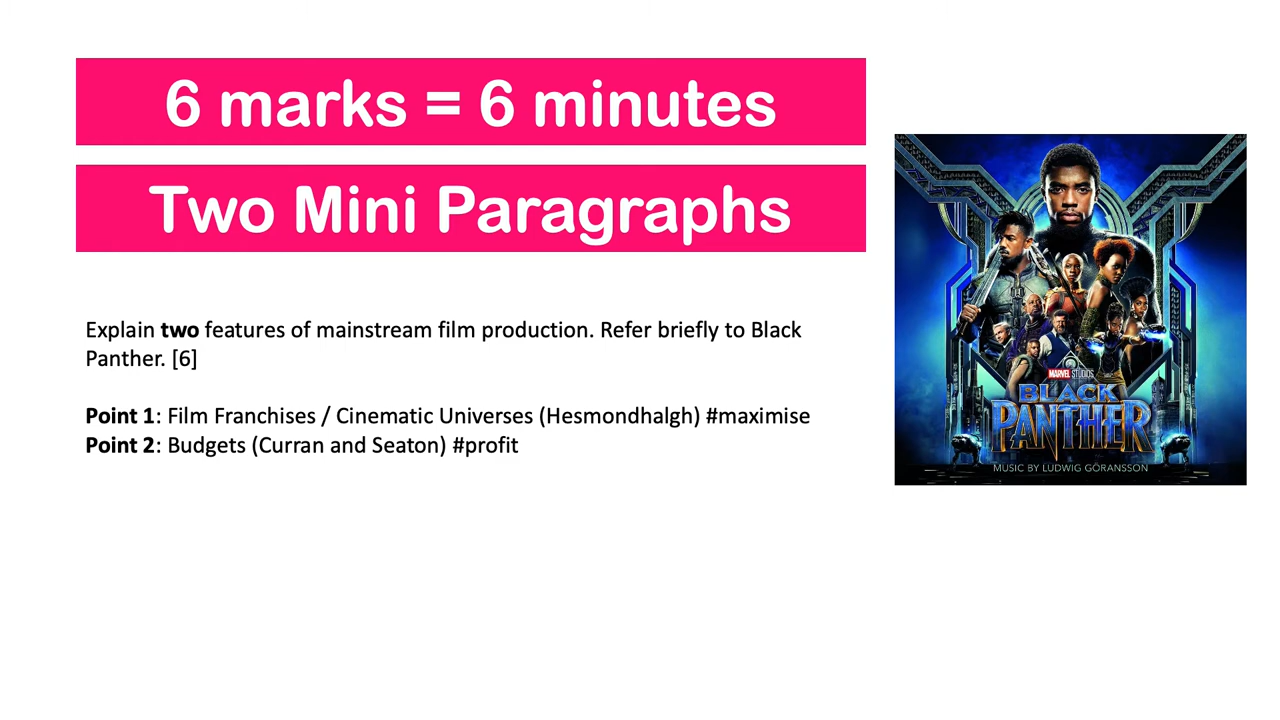 6 marks = 6 minutes
Two Mini Paragraphs
Explain two features of mainstream film production. Refer briefly to Black
Panther. [6]
Point 1: Film Franchises / Cinematic Universes (Hesmondhalgh) #maximise
Point 2: Budgets (Curran and Seaton) #profit
MARVEL STUDIOS
BLACK
PANTHER
MUSIC BY LUDWIG GÖRANSSON